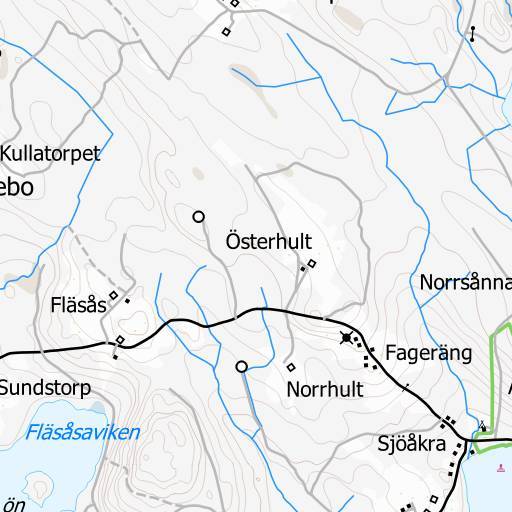 Kullatorpet
ebo
Österhult
Norrsånna
Fläsås
Fageräng
Sundstorp
Norrhult
Fläsåsaviken
Sjöåkra
ön